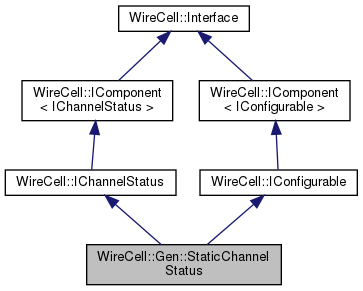 WireCell::Interface
WireCell::IComponent
< IChannelStatus >
WireCell::IComponent
< IConfigurable >
WireCell::IChannelStatus
WireCell::IConfigurable
WireCell::Gen::StaticChannel
Status